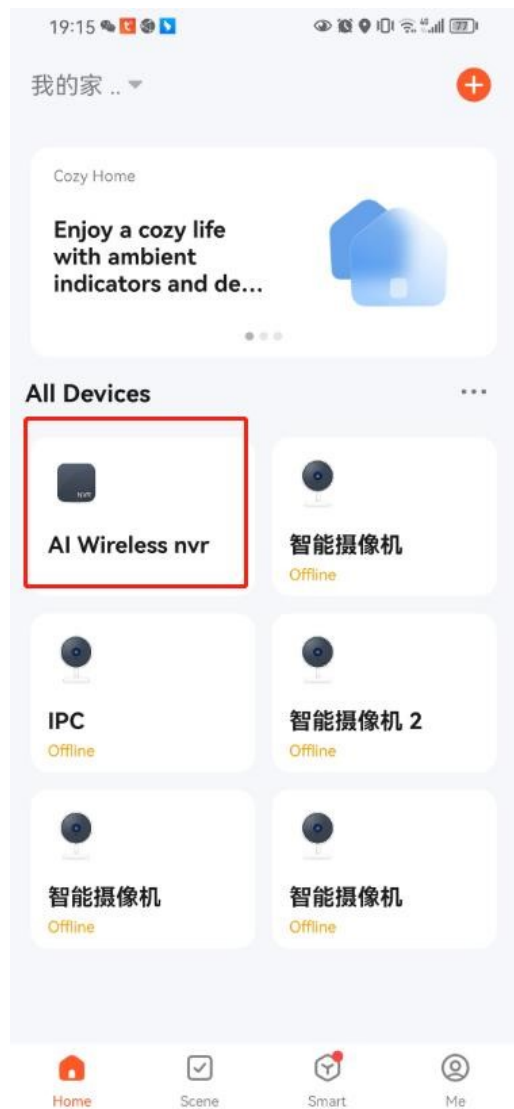 19:15
77
我的家 ..
Cozy Home
Enjoy a cozy life
with ambient
indicators and de...
All Devices
NVR
AI Wireless nvr
智能摄像机
Offline
IPC
Offline
智能摄像机 2
Offline
智能摄像机
Offline
智能摄像机
Offline
Home
Scene
Smart
Me